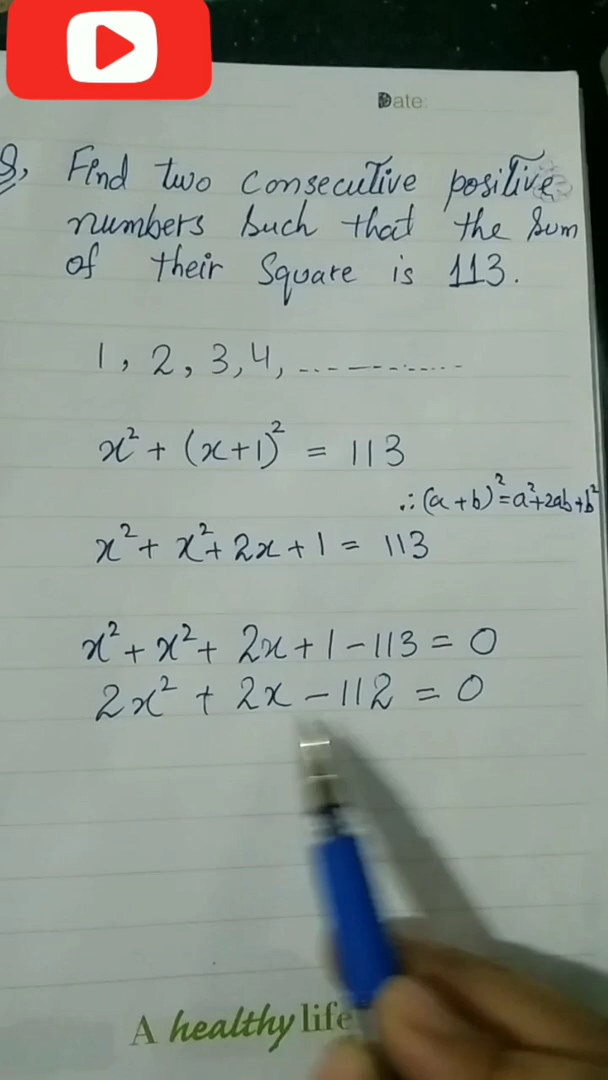 Date:
Q, Find two consecutive positive
numbers such that the sum
of their square is 113.
1, 2, 3, 4, ...........
x² + (x+1)² = 113
∴ (a+b)² = a²+2ab+b²
x² + x² + 2x + 1 = 113
x² + x² + 2x + 1 - 113 = 0
2x² + 2x - 112 = 0
A healthy life